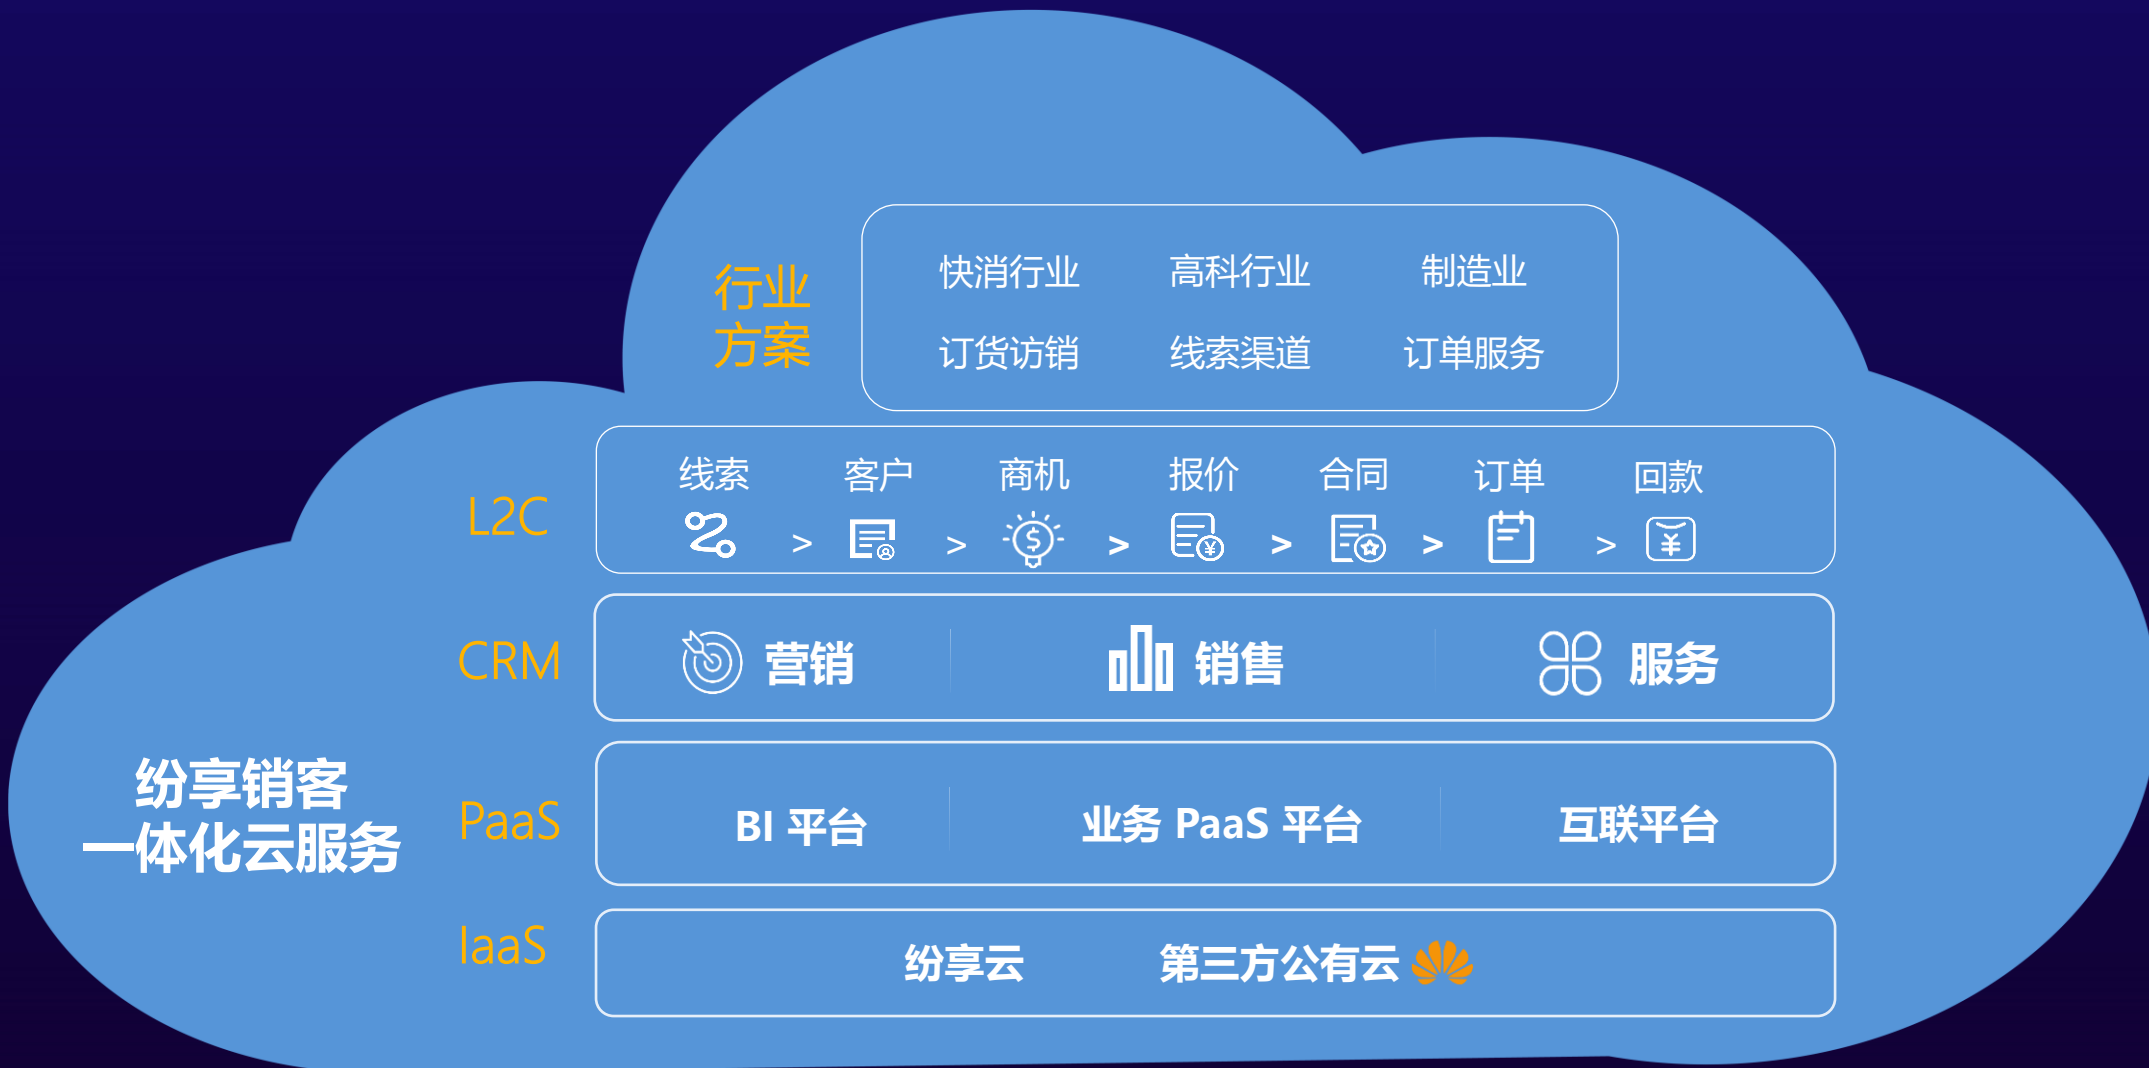 行业
方案
快消行业 高科行业 制造业
订货访销 线索渠道 订单服务
L2C
线索 客户 商机 报价 合同 订单 回款
> > > > > >
CRM
营销 销售 服务
纷享销客
一体化云服务
PaaS
BI 平台 业务 PaaS 平台 互联平台
IaaS
纷享云 第三方公有云